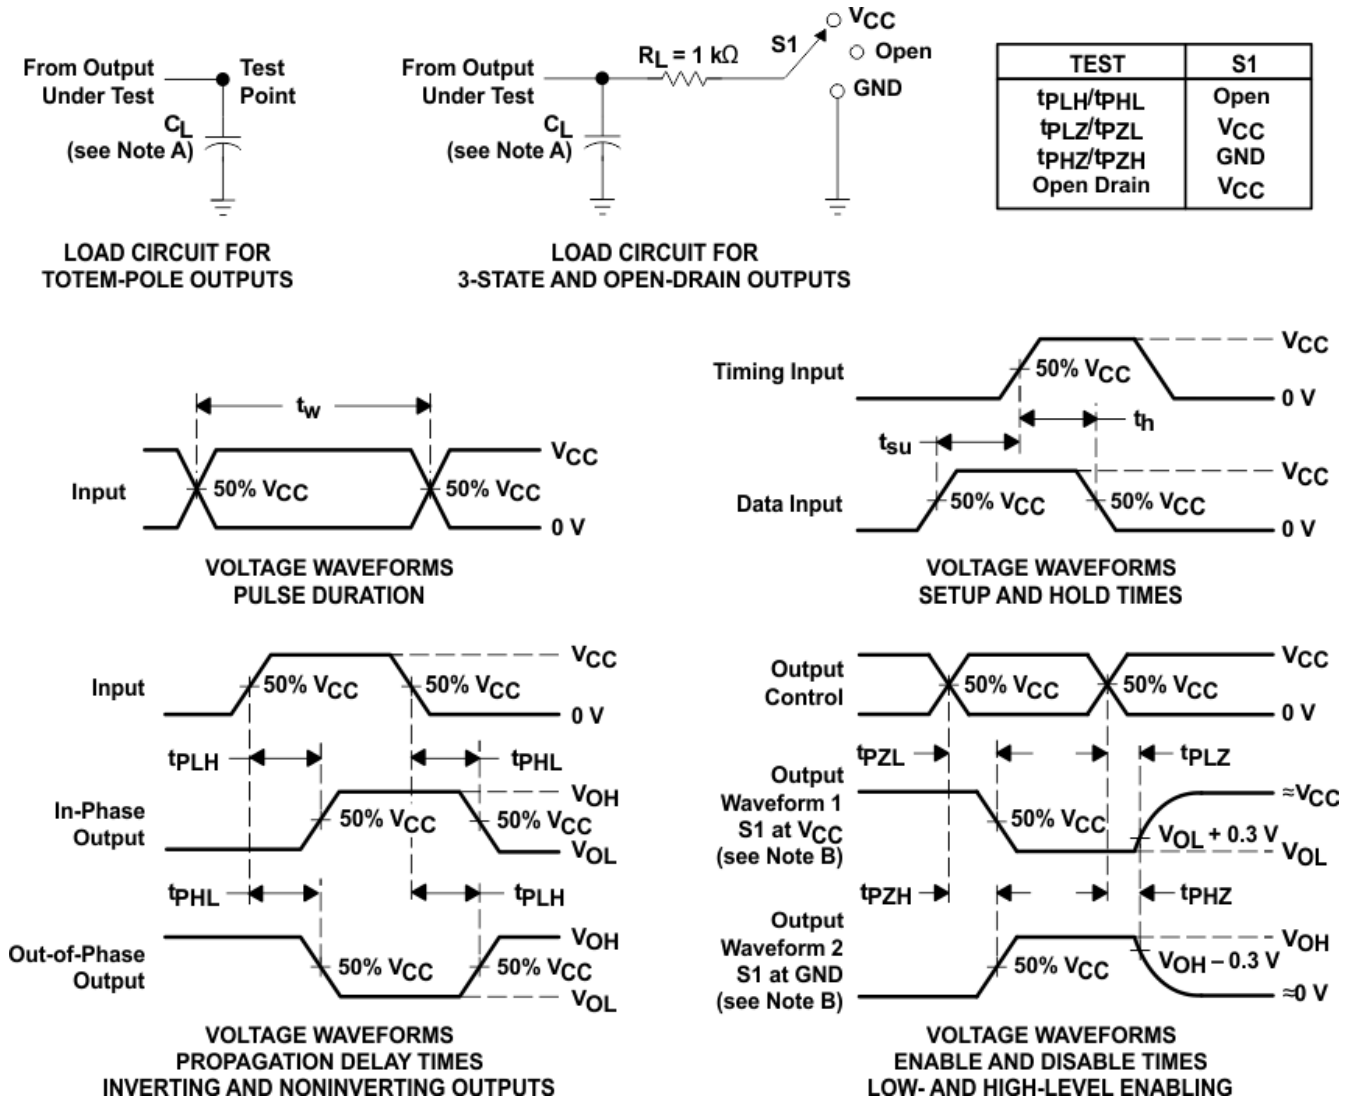 From Output
Under Test
Test
Point
CL
(see Note A)
LOAD CIRCUIT FOR
TOTEM-POLE OUTPUTS
From Output
Under Test
RL = 1 kΩ
S1
VCC
Open
GND
CL
(see Note A)
LOAD CIRCUIT FOR
3-STATE AND OPEN-DRAIN OUTPUTS
TEST S1
tPLH/tPHL Open
tPLZ/tPZL VCC
tPHZ/tPZH GND
Open Drain VCC
tw
Input
50% VCC
50% VCC
VCC
0 V
VOLTAGE WAVEFORMS
PULSE DURATION
Timing Input
50% VCC
VCC
0 V
tsu
th
Data Input
50% VCC
50% VCC
VCC
0 V
VOLTAGE WAVEFORMS
SETUP AND HOLD TIMES
Input
50% VCC
50% VCC
VCC
0 V
tPLH
tPHL
In-Phase
Output
50% VCC
50% VCC
VOH
VOL
tPHL
tPLH
Out-of-Phase
Output
50% VCC
50% VCC
VOH
VOL
VOLTAGE WAVEFORMS
PROPAGATION DELAY TIMES
INVERTING AND NONINVERTING OUTPUTS
Output
Control
50% VCC
50% VCC
VCC
0 V
tPZL
tPLZ
Output
Waveform 1
S1 at VCC
(see Note B)
50% VCC
VOL + 0.3 V
≈VCC
VOL
tPZH
tPHZ
Output
Waveform 2
S1 at GND
(see Note B)
50% VCC
VOH – 0.3 V
VOH
≈0 V
VOLTAGE WAVEFORMS
ENABLE AND DISABLE TIMES
LOW- AND HIGH-LEVEL ENABLING